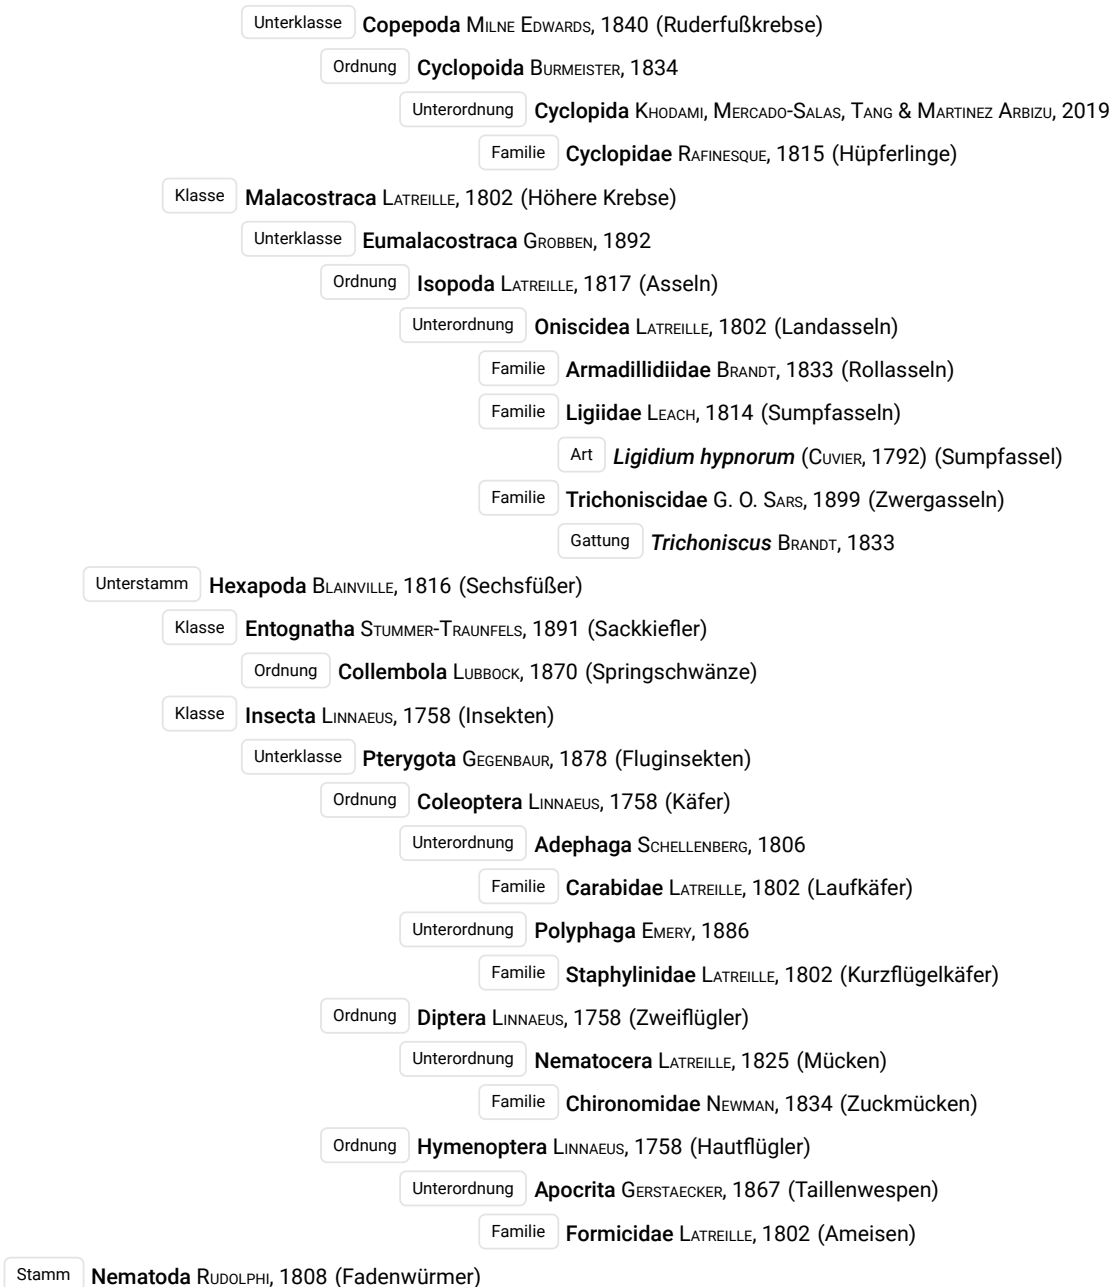 Unterklasse Copepoda Milne Edwards, 1840 (Ruderfußkrebse)
Ordnung Cyclopoida Burmeister, 1834
Unterordnung Cyclopida Khodami, Mercado-Salas, Tang & Martinez Arbizu, 2019
Familie Cyclopidae Rafinesque, 1815 (Hüpferlinge)
Klasse Malacostraca Latreille, 1802 (Höhere Krebse)
Unterklasse Eumalacostraca Grobben, 1892
Ordnung Isopoda Latreille, 1817 (Asseln)
Unterordnung Oniscidea Latreille, 1802 (Landasseln)
Familie Armadillidiidae Brandt, 1833 (Rollasseln)
Familie Ligiidae Leach, 1814 (Sumpfasseln)
Art Ligidium hypnorum (Cuvier, 1792) (Sumpfassel)
Familie Trichoniscidae G. O. Sars, 1899 (Zwergasseln)
Gattung Trichoniscus Brandt, 1833
Unterstamm Hexapoda Blainville, 1816 (Sechsfüßer)
Klasse Entognatha Stummer-Traunfels, 1891 (Sackkiefler)
Ordnung Collembola Lubbock, 1870 (Springschwänze)
Klasse Insecta Linnaeus, 1758 (Insekten)
Unterklasse Pterygota Gegenbaur, 1878 (Fluginsekten)
Ordnung Coleoptera Linnaeus, 1758 (Käfer)
Unterordnung Adephaga Schellenberg, 1806
Familie Carabidae Latreille, 1802 (Laufkäfer)
Unterordnung Polyphaga Emery, 1886
Familie Staphylinidae Latreille, 1802 (Kurzflügelkäfer)
Ordnung Diptera Linnaeus, 1758 (Zweiflügler)
Unterordnung Nematocera Latreille, 1825 (Mücken)
Familie Chironomidae Newman, 1834 (Zuckmücken)
Ordnung Hymenoptera Linnaeus, 1758 (Hautflügler)
Unterordnung Apocrita Gerstaecker, 1867 (Taillenwespen)
Familie Formicidae Latreille, 1802 (Ameisen)
Stamm Nematoda Rudolphi, 1808 (Fadenwürmer)